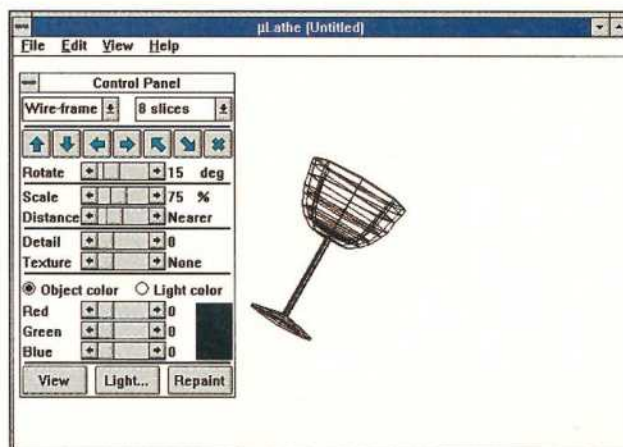 µLathe (Untitled)
File Edit View Help
Control Panel
Wire-frame 8 slices
Rotate 15 deg
Scale 75 %
Distance Nearer
Detail 0
Texture None
Object color Light color
Red 0
Green 0
Blue 0
View Light... Repaint